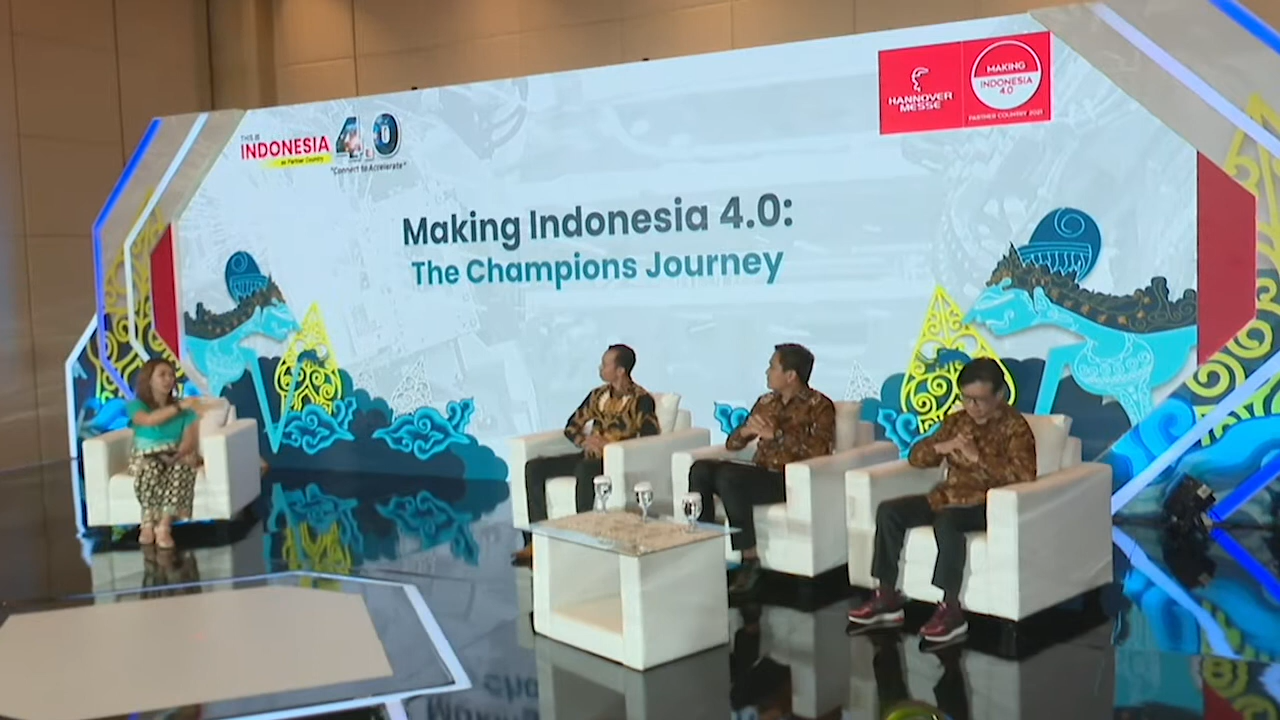 THIS IS
INDONESIA
as Partner Country
4.0
"Connect to Accelerate"
HANNOVER
MESSE
MAKING
INDONESIA
4.0
PARTNER COUNTRY 2021
Making Indonesia 4.0:
The Champions Journey